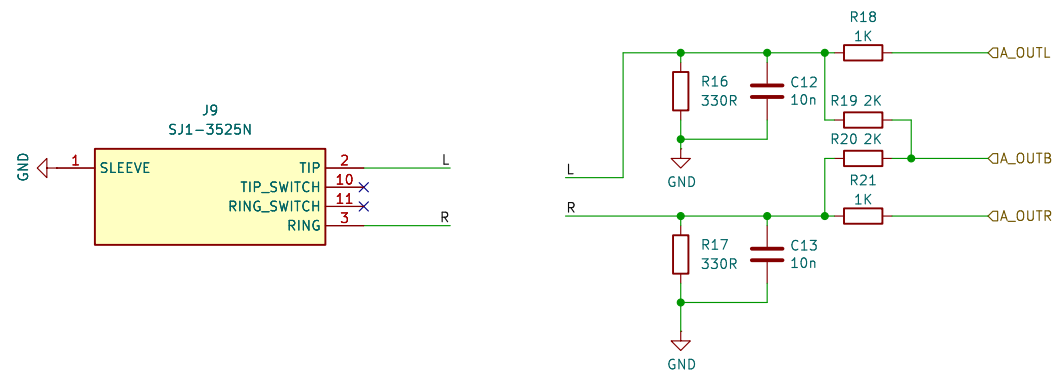 J9
SJ1-3525N
GND
1
SLEEVE
TIP
2
L
TIP_SWITCH
10
RING_SWITCH
11
RING
3
R
R18
1K
A_OUTL
R16
330R
C12
10n
R19 2K
R20 2K
A_OUTB
GND
L
R21
1K
R
A_OUTR
R17
330R
C13
10n
GND